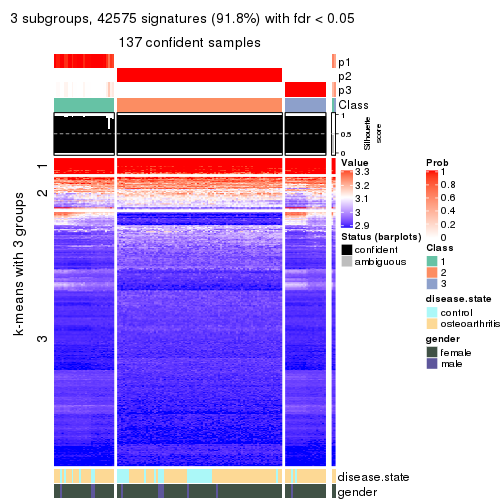 3 subgroups, 42575 signatures (91.8%) with fdr < 0.05
137 confident samples
p1
p2
p3
Class
1
0.5
0
Silhouette
score
k-means with 3 groups
1
2
3
Value
3.3
3.2
3.1
3
2.9
Status (barplots)
confident
ambiguous
Prob
1
0.8
0.6
0.4
0.2
0
Class
1
2
3
disease.state
control
osteoarthritis
gender
female
male
disease.state
gender